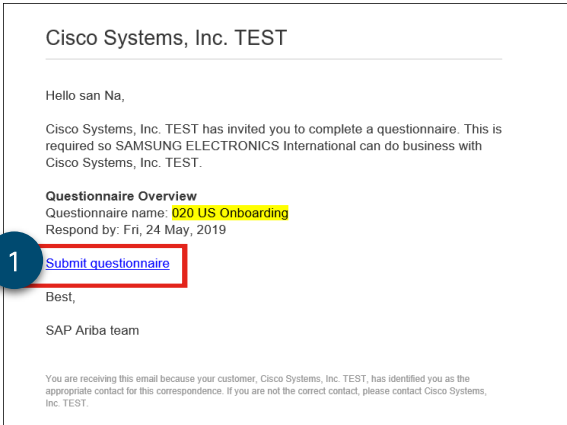 Cisco Systems, Inc. TEST
Hello san Na,
Cisco Systems, Inc. TEST has invited you to complete a questionnaire. This is
required so SAMSUNG ELECTRONICS International can do business with
Cisco Systems, Inc. TEST.
Questionnaire Overview
Questionnaire name: 020 US Onboarding
Respond by: Fri, 24 May, 2019
1
Submit questionnaire
Best,
SAP Ariba team
You are receiving this email because your customer, Cisco Systems, Inc. TEST, has identified you as the
appropriate contact for this correspondence. If you are not the correct contact, please contact Cisco Systems,
Inc. TEST.